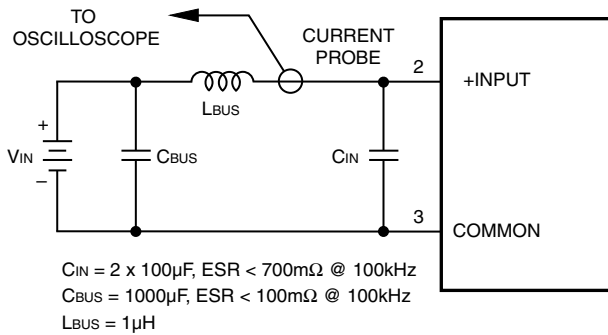 TO
OSCILLOSCOPE
CURRENT
PROBE
2
+INPUT
LBUS
+
VIN
–
CBUS
CIN
3
COMMON
CIN = 2 x 100µF, ESR < 700mΩ @ 100kHz
CBUS = 1000µF, ESR < 100mΩ @ 100kHz
LBUS = 1µH